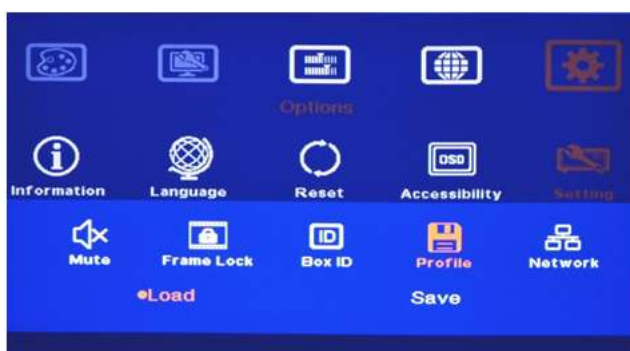 Options
Information Language Reset OSD Accessibility Setting
Mute Frame Lock ID Box ID Profile Network
Load Save